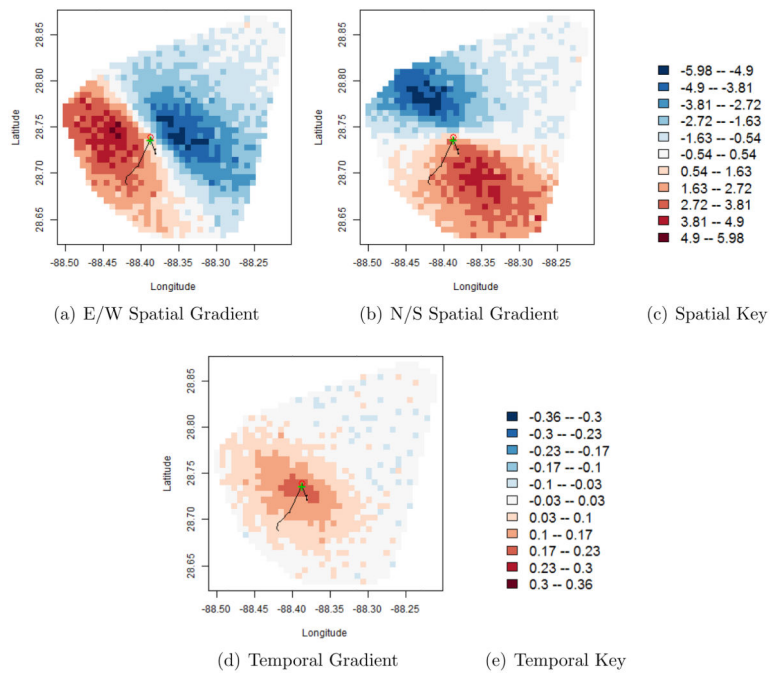 28.85
28.80
28.75
28.70
28.65
Latitude
-88.50 -88.45 -88.40 -88.35 -88.30 -88.25
Longitude
(a) E/W Spatial Gradient
28.85
28.80
28.75
28.70
28.65
Latitude
-88.50 -88.45 -88.40 -88.35 -88.30 -88.25
Longitude
(b) N/S Spatial Gradient
-5.98 -- -4.9
-4.9 -- -3.81
-3.81 -- -2.72
-2.72 -- -1.63
-1.63 -- -0.54
-0.54 -- 0.54
0.54 -- 1.63
1.63 -- 2.72
2.72 -- 3.81
3.81 -- 4.9
4.9 -- 5.98
(c) Spatial Key
28.85
28.80
28.75
28.70
28.65
Latitude
-88.50 -88.45 -88.40 -88.35 -88.30 -88.25
Longitude
(d) Temporal Gradient
-0.36 -- -0.3
-0.3 -- -0.23
-0.23 -- -0.17
-0.17 -- -0.1
-0.1 -- -0.03
-0.03 -- 0.03
0.03 -- 0.1
0.1 -- 0.17
0.17 -- 0.23
0.23 -- 0.3
0.3 -- 0.36
(e) Temporal Key